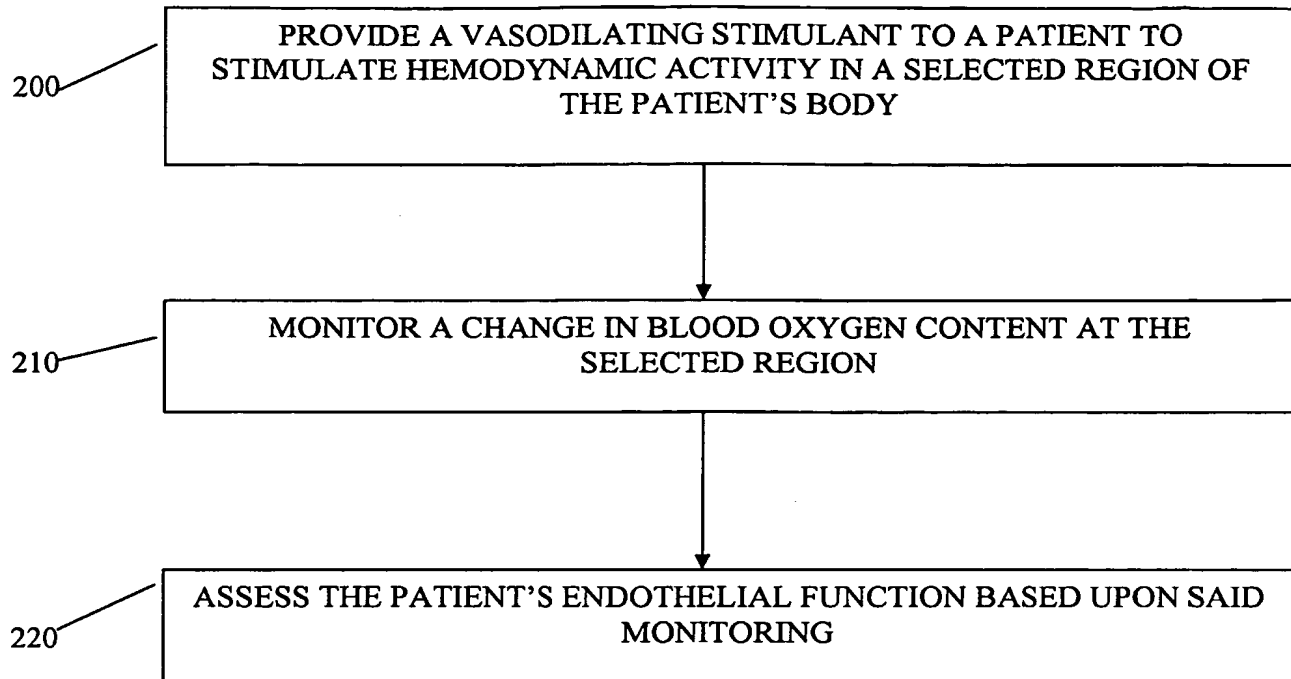 200
PROVIDE A VASODILATING STIMULANT TO A PATIENT TO
STIMULATE HEMODYNAMIC ACTIVITY IN A SELECTED REGION OF
THE PATIENT'S BODY
210
MONITOR A CHANGE IN BLOOD OXYGEN CONTENT AT THE
SELECTED REGION
220
ASSESS THE PATIENT'S ENDOTHELIAL FUNCTION BASED UPON SAID
MONITORING